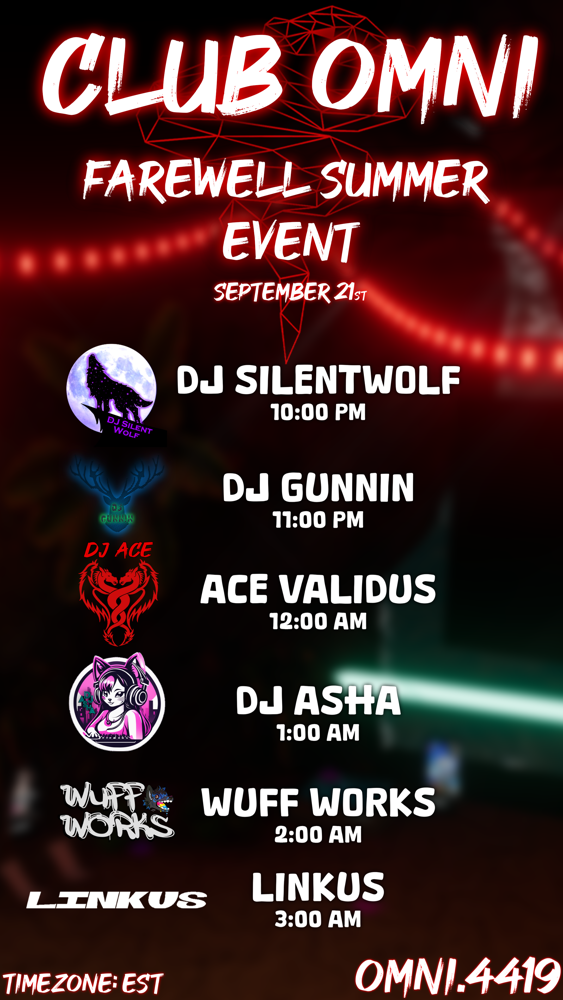 CLUB OMNI
FAREWELL SUMMER
EVENT
SEPTEMBER 21ST
DJ SILENT
WOLF
DJ SILENTWOLF
10:00 PM
DJ
GUNNIN
DJ GUNNIN
11:00 PM
DJ ACE
ACE VALIDUS
12:00 AM
DJ ASHA
1:00 AM
WUFF
WORKS
WUFF WORKS
2:00 AM
LINKUS
LINKUS
3:00 AM
TIMEZONE: EST
OMNI.4419